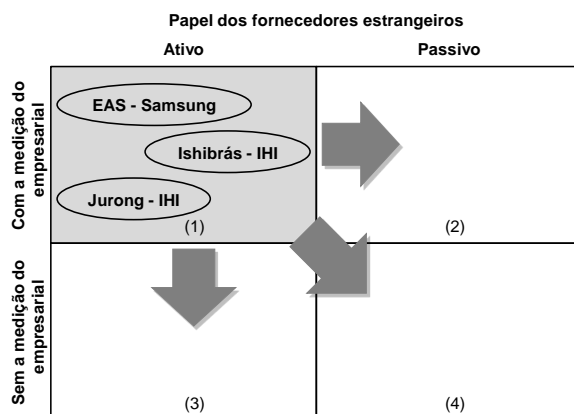 Papel dos fornecedores estrangeiros
Ativo
Passivo
Com a medição do
empresarial
EAS - Samsung
Ishibrás - IHI
Jurong - IHI
(1)
(2)
Sem a medição do
empresarial
(3)
(4)